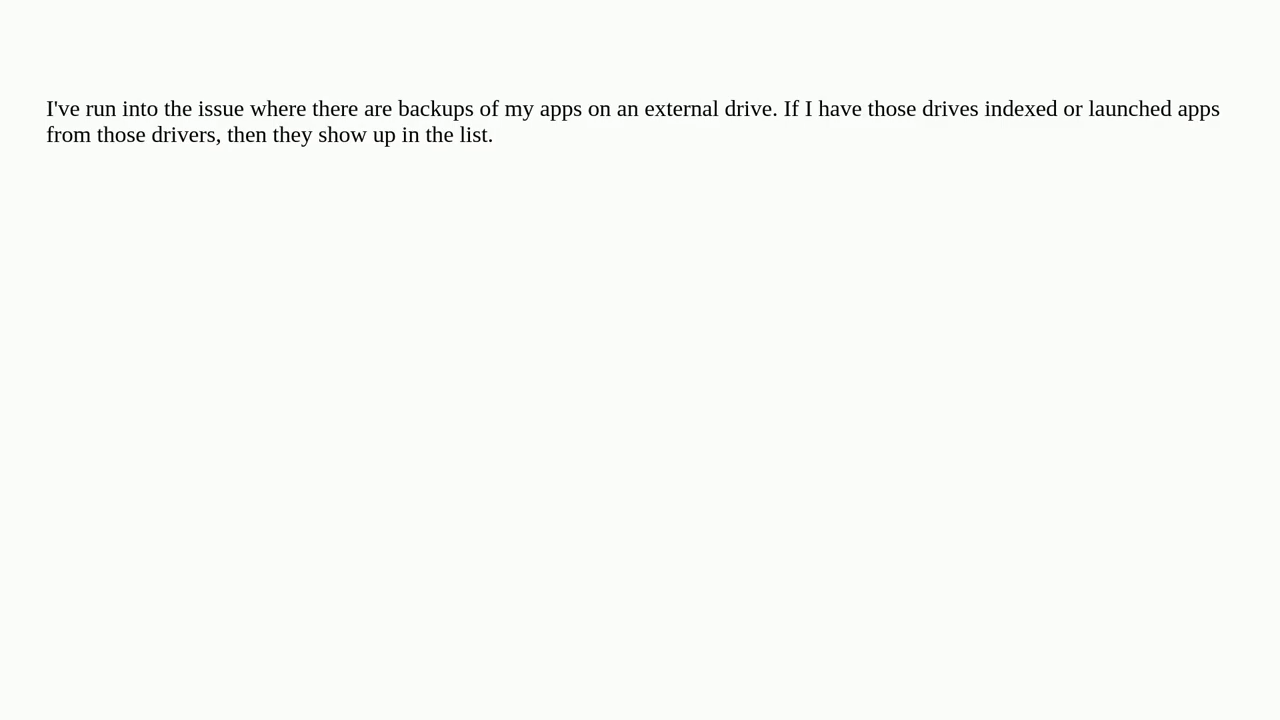 I've run into the issue where there are backups of my apps on an external drive. If I have those drives indexed or launched apps
from those drivers, then they show up in the list.